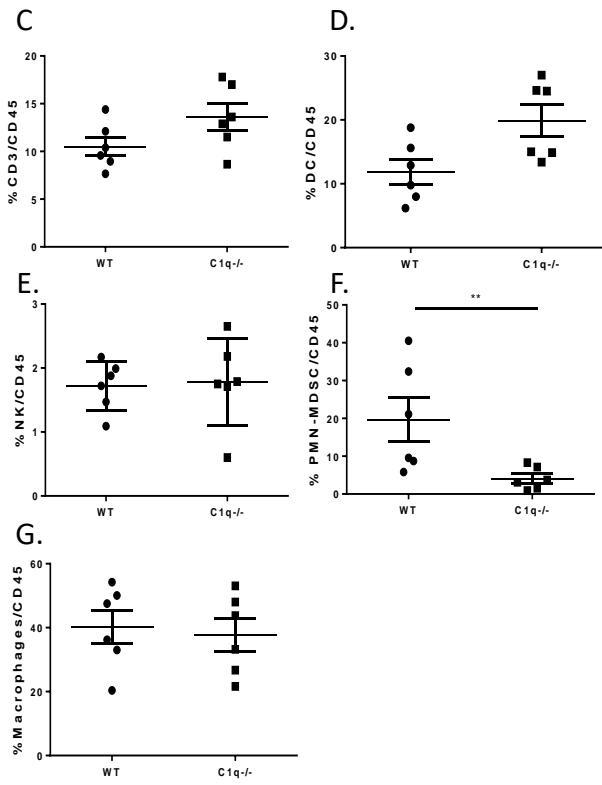 C
% CD3/CD45
20
15
10
5
0
WT
C1q-/-
D.
% DC/CD45
30
20
10
0
WT
C1q-/-
E.
% NK/CD45
3
2
1
0
WT
C1q-/-
F.
% PMN-MDSC/CD45
50
40
30
20
10
0
**
WT
C1q-/-
G.
%Macrophages/CD45
60
40
20
0
WT
C1q-/-